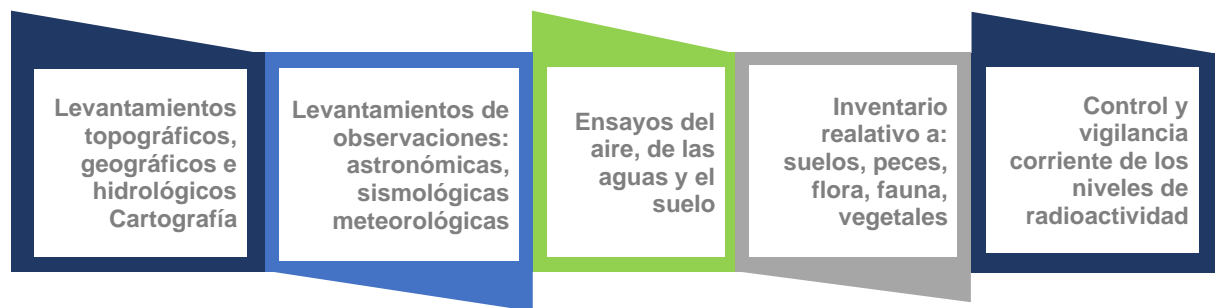 Levantamientos
topográficos,
geográficos e
hidrológicos
Cartografía
Levantamientos de
observaciones:
astronómicas,
sismológicas
meteorológicas
Ensayos del
aire, de las
aguas y el
suelo
Inventario
realativo a:
suelos, peces,
flora, fauna,
vegetales
Control y
vigilancia
corriente de los
niveles de
radioactividad